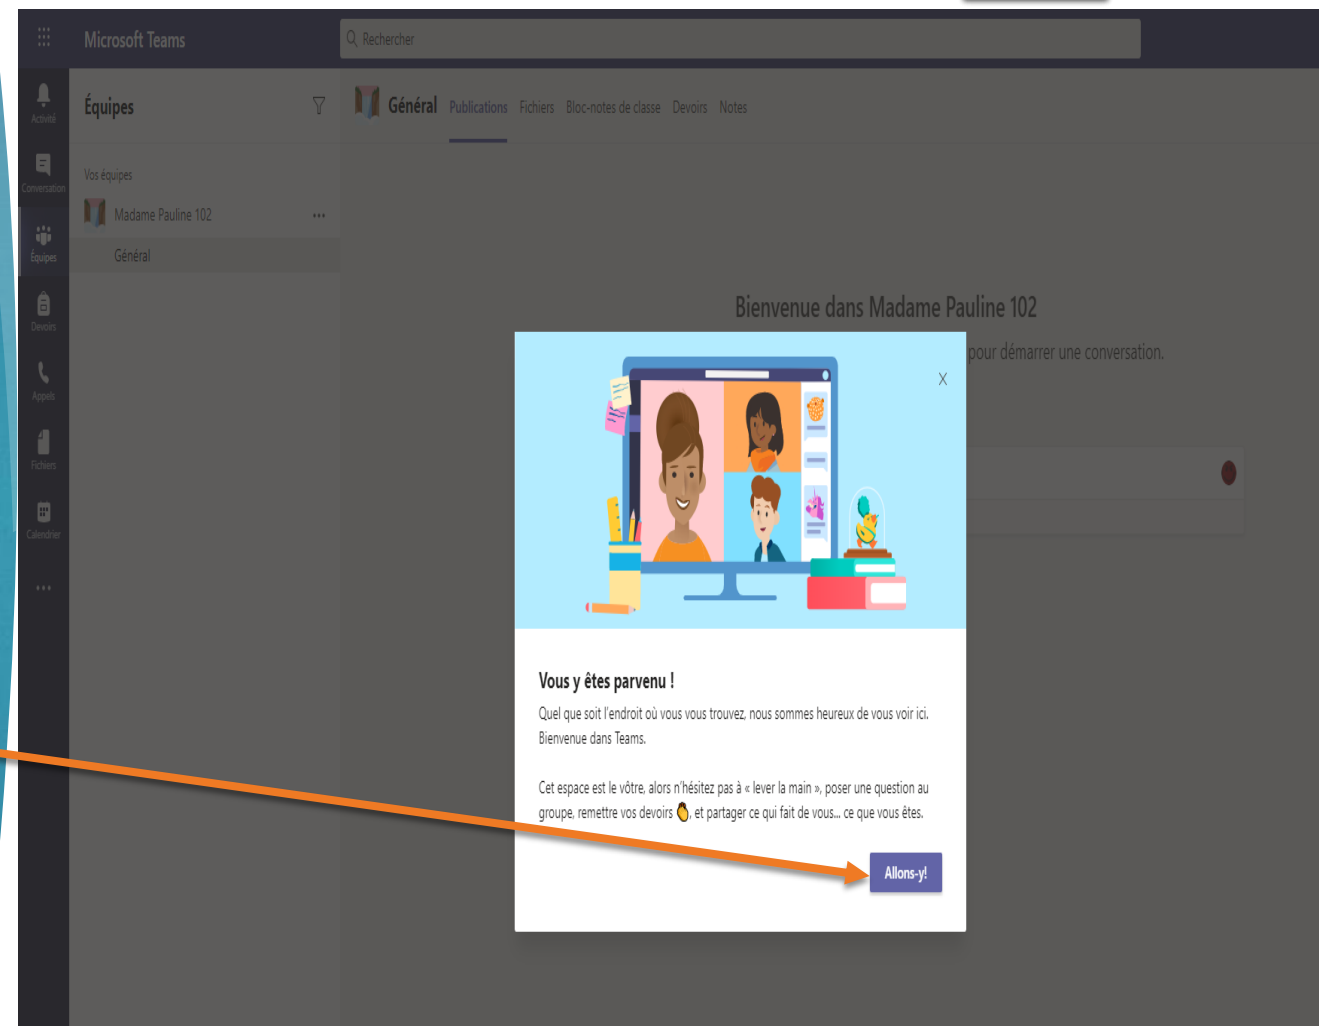 Microsoft Teams
Rechercher
Activité
Équipes
Général Publications Fichiers Bloc-notes de classe Devoirs Notes
Conversation
Vos équipes
Madame Pauline 102
Équipes
Général
Devoirs
Appels
Fichiers
Calendrier
Bienvenue dans Madame Pauline 102
pour démarrer une conversation.
X
Vous y êtes parvenu !
Quel que soit l'endroit où vous vous trouvez, nous sommes heureux de vous voir ici.
Bienvenue dans Teams.
Cet espace est le vôtre, alors n'hésitez pas à « lever la main », poser une question au
groupe, remettre vos devoirs 👏, et partager ce qui fait de vous... ce que vous êtes.
Allons-y!